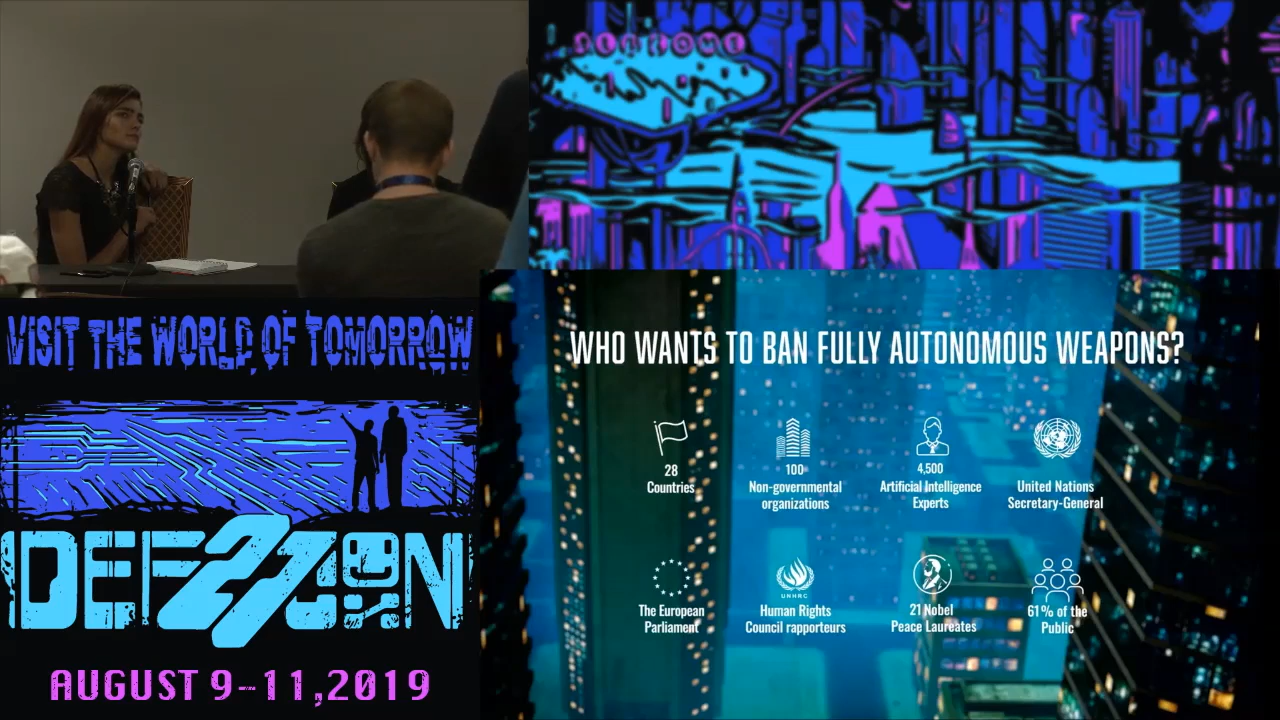 WELCOME
VISIT THE WORLD OF TOMORROW
DEF27CON
AUGUST 9-11,2019
WHO WANTS TO BAN FULLY AUTONOMOUS WEAPONS?
28
Countries
100
Non-governmental
organizations
4,500
Artificial Intelligence
Experts
United Nations
Secretary-General
The European
Parliament
UNHRC
Human Rights
Council rapporteurs
21 Nobel
Peace Laureates
61% of the
Public